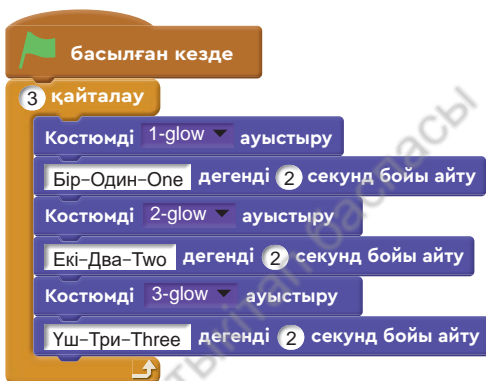 басылған кезде
3 қайталау
Костюмді 1-glow ауыстыру
Бір-Один-One дегенді 2 секунд бойы айту
Костюмді 2-glow ауыстыру
Екі-Два-Two дегенді 2 секунд бойы айту
Костюмді 3-glow ауыстыру
Үш-Три-Three дегенді 2 секунд бойы айту